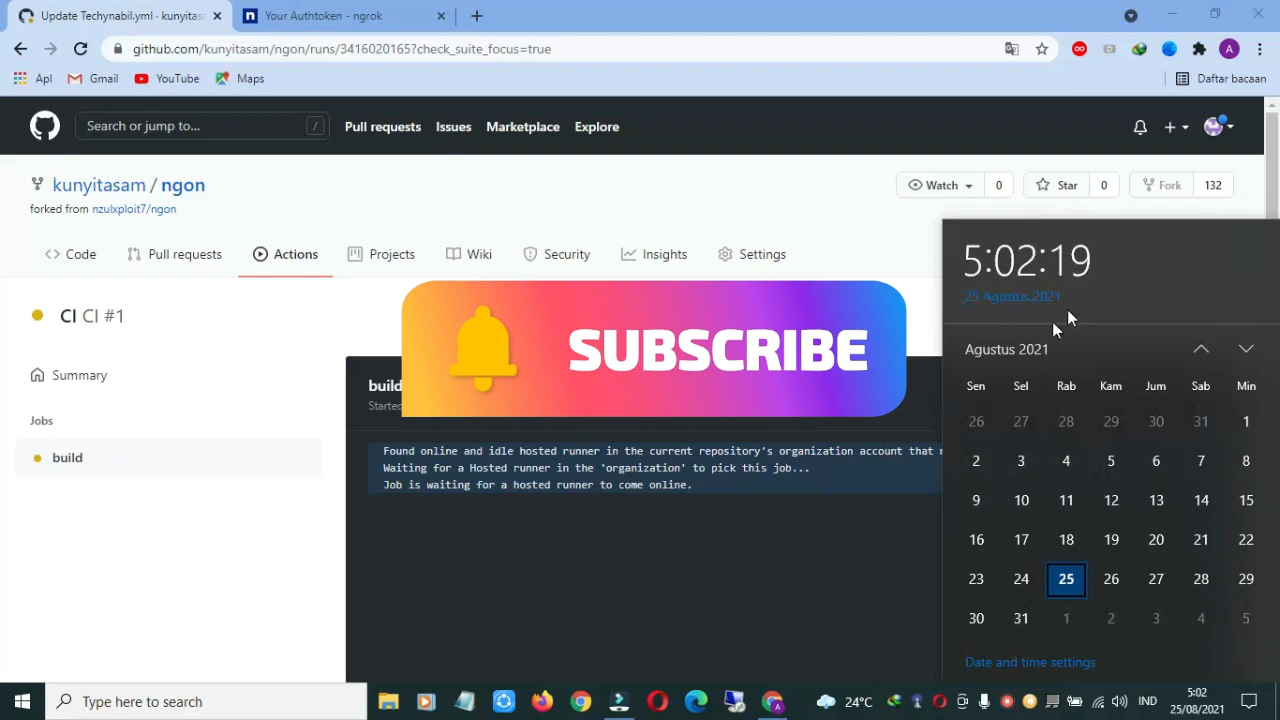 Update Techynabil.yml · kunyitasa
Your Authtoken - ngrok
github.com/kunyitasam/ngon/runs/3416020165?check_suite_focus=true
A
Apl
Gmail
YouTube
Maps
Daftar bacaan
Search or jump to...
/
Pull requests
Issues
Marketplace
Explore
kunyitasam / ngon
forked from nzulxploit7/ngon
Watch 0
Star 0
Fork 132
Code
Pull requests
Actions
Projects
Wiki
Security
Insights
Settings
CI CI #1
Summary
Jobs
build
build
Started
Found online and idle hosted runner in the current repository's organization account that
Waiting for a Hosted runner in the 'organization' to pick this job...
Job is waiting for a hosted runner to come online.
SUBSCRIBE
5:02:19
25 Agustus 2021
Agustus 2021
Sen Sel Rab Kam Jum Sab Min
26 27 28 29 30 31 1
2 3 4 5 6 7 8
9 10 11 12 13 14 15
16 17 18 19 20 21 22
23 24 25 26 27 28 29
30 31 1 2 3 4 5
Date and time settings
Type here to search
24°C
IND
5:02
25/08/2021